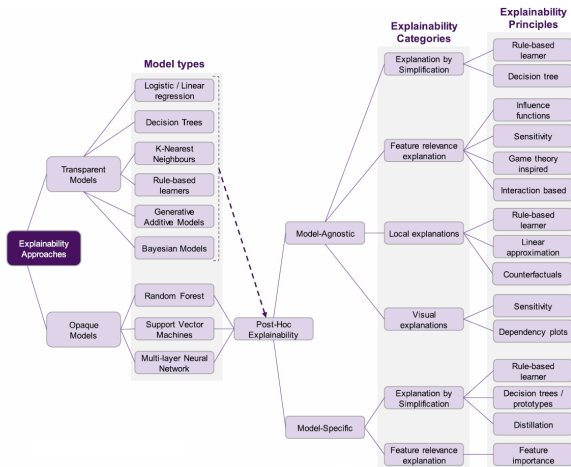 Explainability
Categories
Explainability
Principles
Model types
Logistic / Linear
regression
Decision Trees
K-Nearest
Neighbours
Rule-based
learners
Generative
Additive Models
Bayesian Models
Transparent
Models
Explainability
Approaches
Opaque
Models
Random Forest
Support Vector
Machines
Multi-layer Neural
Network
Post-Hoc
Explainability
Model-Agnostic
Model-Specific
Explanation by
Simplification
Rule-based
learner
Decision tree
Feature relevance
explanation
Influence
functions
Sensitivity
Game theory
inspired
Interaction based
Local explanations
Rule-based
learner
Linear
approximation
Counterfactuals
Visual
explanations
Sensitivity
Dependency plots
Explanation by
Simplification
Rule-based
learner
Decision trees /
prototypes
Distillation
Feature relevance
explanation
Feature
importance